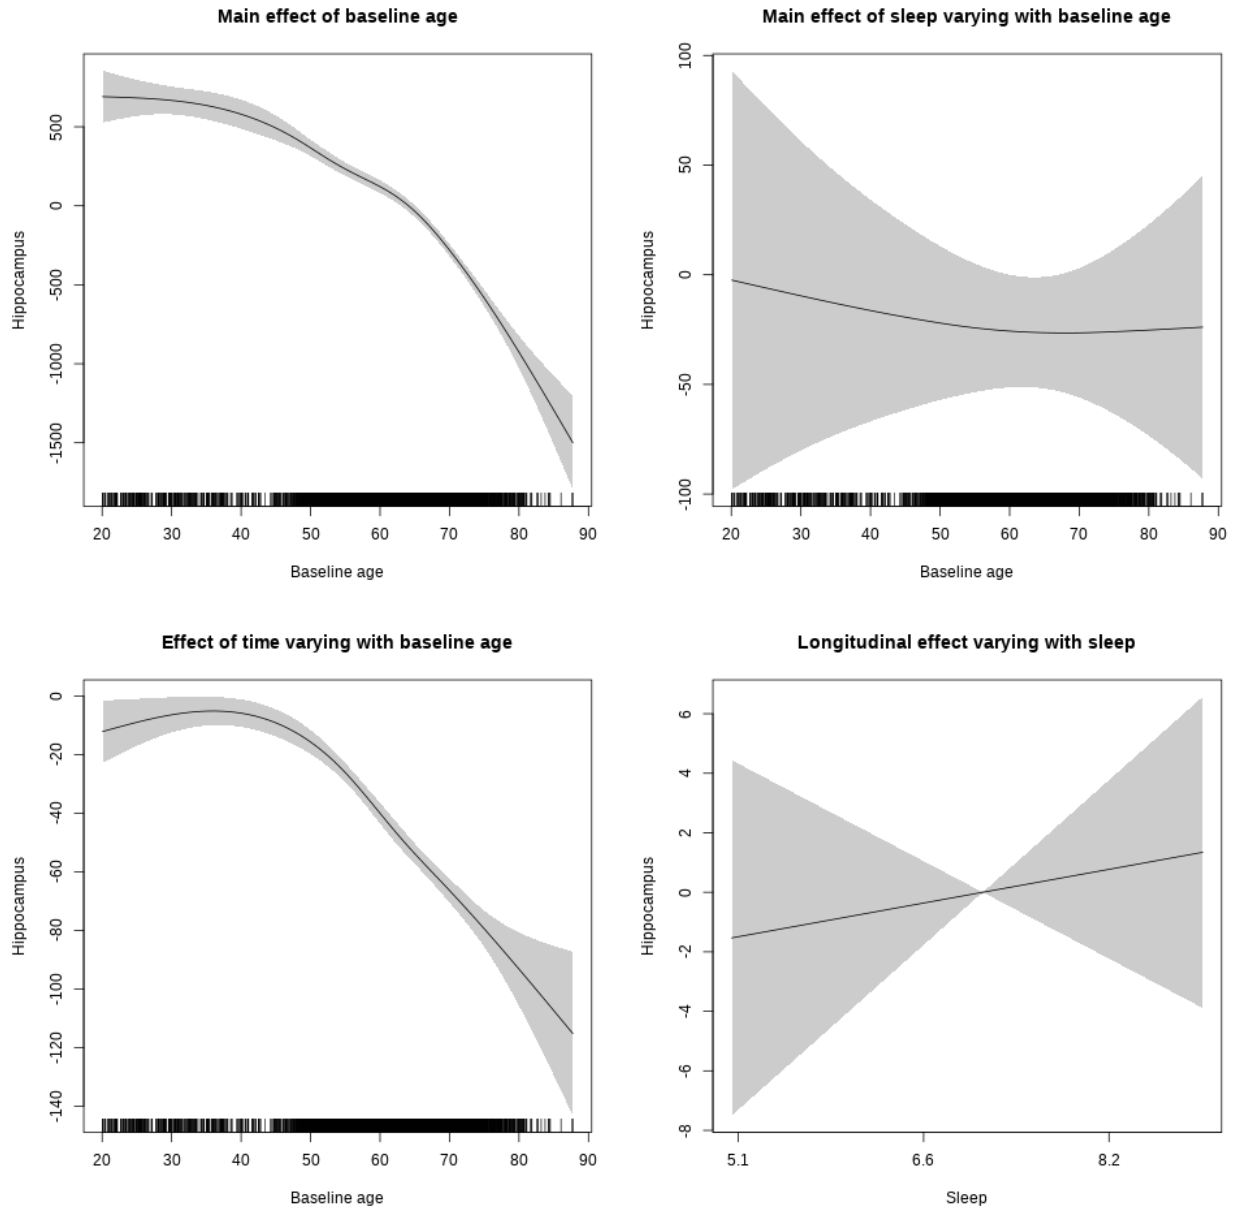 Main effect of baseline age
500
0
-500
-1000
-1500
Hippocampus
20 30 40 50 60 70 80 90
Baseline age
Main effect of sleep varying with baseline age
100
50
0
-50
-100
Hippocampus
20 30 40 50 60 70 80 90
Baseline age
Effect of time varying with baseline age
0
-20
-40
-60
-80
-100
-120
-140
Hippocampus
20 30 40 50 60 70 80 90
Baseline age
Longitudinal effect varying with sleep
6
4
2
0
-2
-4
-6
-8
Hippocampus
5.1 6.6 8.2
Sleep